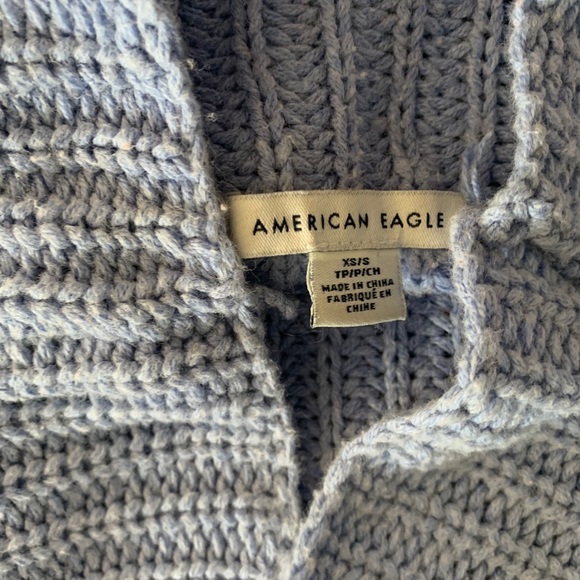 AMERICAN EAGLE
XS/S
TP/P/CH
MADE IN CHINA
FABRIQUÉ EN
CHINE